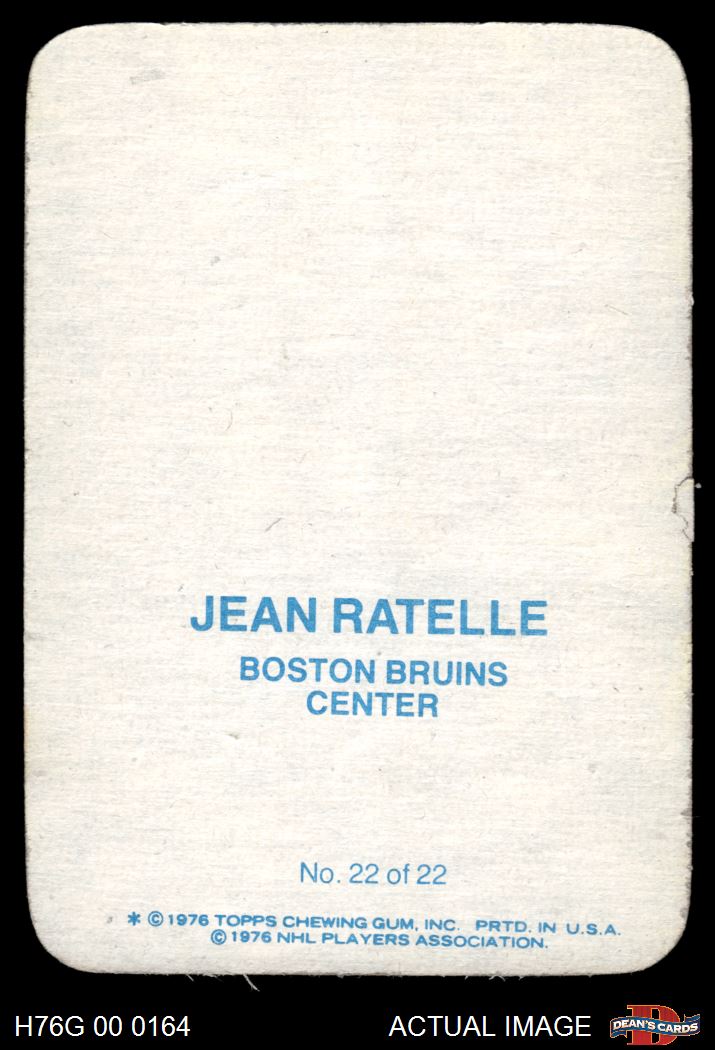 JEAN RATELLE
BOSTON BRUINS
CENTER
No. 22 of 22
* © 1976 TOPPS CHEWING GUM, INC. PRTD. IN U.S.A.
© 1976 NHL PLAYERS ASSOCIATION.
H76G 00 0164
ACTUAL IMAGE
D
DEAN'S CARDS